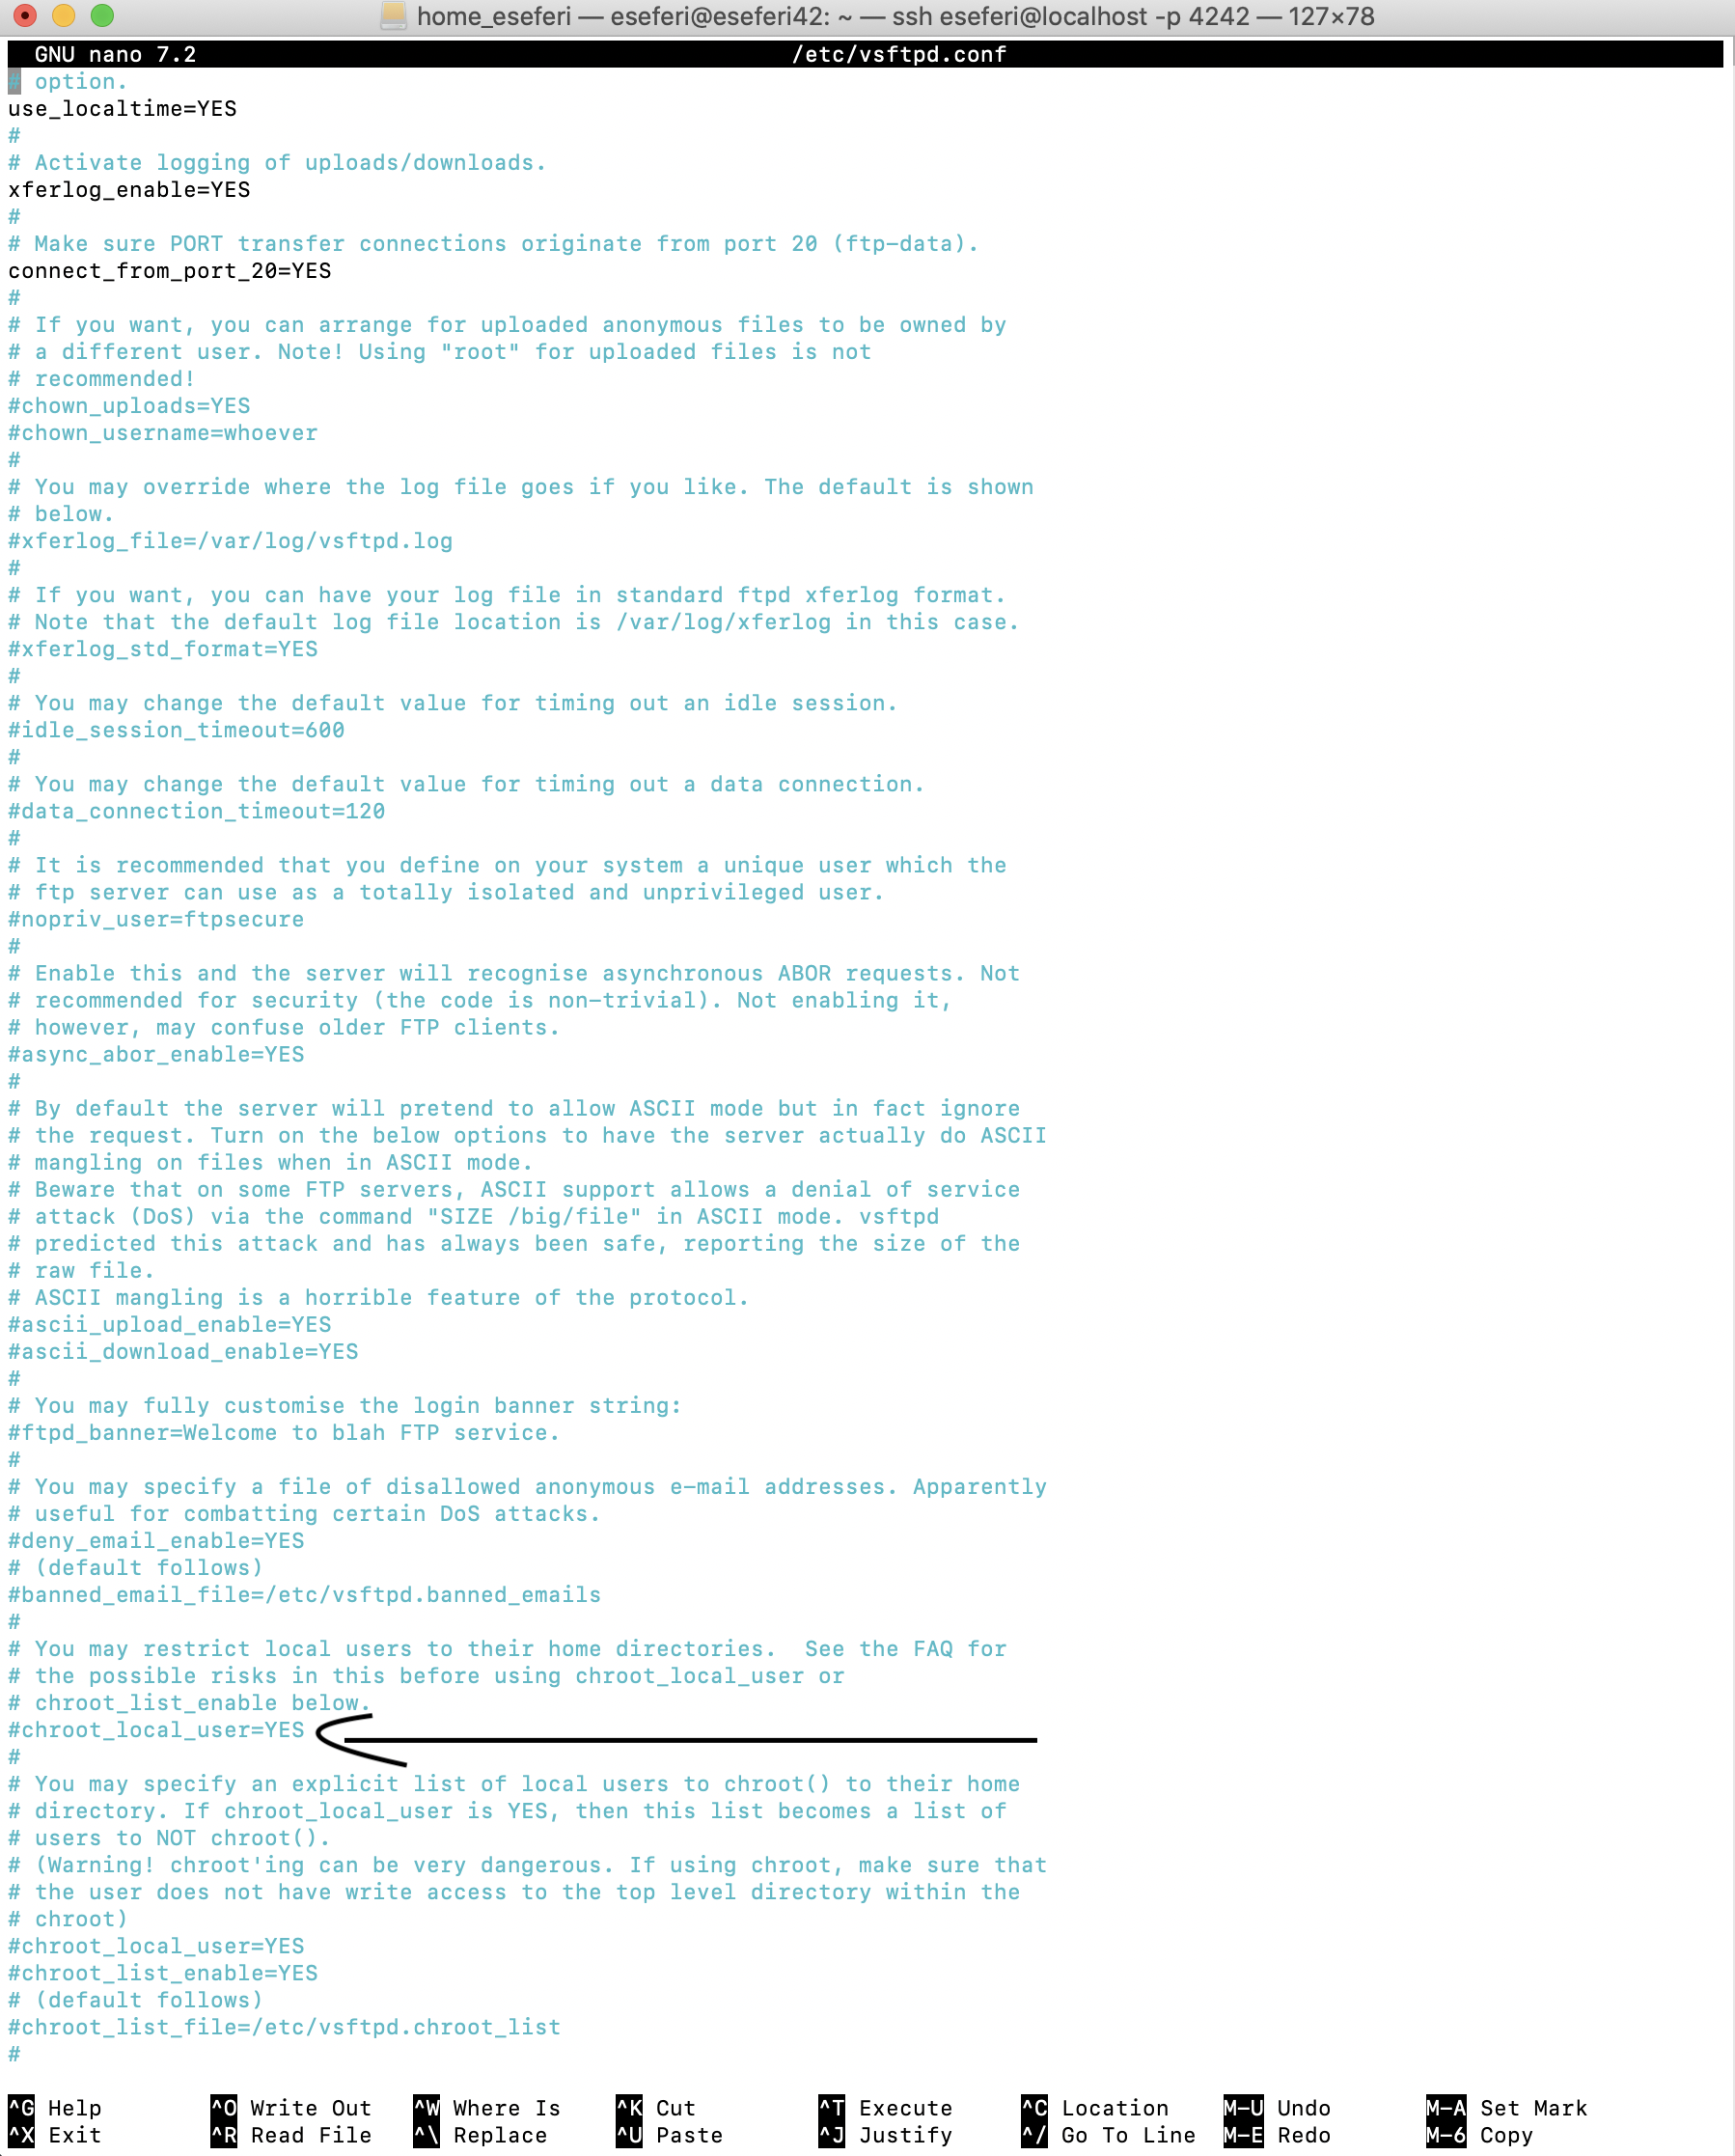 home_eseferi — eseferi@eseferi42: ~ — ssh eseferi@localhost -p 4242 — 127×78
GNU nano 7.2 /etc/vsftpd.conf
# option.
use_localtime=YES
#
# Activate logging of uploads/downloads.
xferlog_enable=YES
#
# Make sure PORT transfer connections originate from port 20 (ftp-data).
connect_from_port_20=YES
#
# If you want, you can arrange for uploaded anonymous files to be owned by
# a different user. Note! Using "root" for uploaded files is not
# recommended!
#chown_uploads=YES
#chown_username=whoever
#
# You may override where the log file goes if you like. The default is shown
# below.
#xferlog_file=/var/log/vsftpd.log
#
# If you want, you can have your log file in standard ftpd xferlog format.
# Note that the default log file location is /var/log/xferlog in this case.
#xferlog_std_format=YES
#
# You may change the default value for timing out an idle session.
#idle_session_timeout=600
#
# You may change the default value for timing out a data connection.
#data_connection_timeout=120
#
# It is recommended that you define on your system a unique user which the
# ftp server can use as a totally isolated and unprivileged user.
#nopriv_user=ftpsecure
#
# Enable this and the server will recognise asynchronous ABOR requests. Not
# recommended for security (the code is non-trivial). Not enabling it,
# however, may confuse older FTP clients.
#async_abor_enable=YES
#
# By default the server will pretend to allow ASCII mode but in fact ignore
# the request. Turn on the below options to have the server actually do ASCII
# mangling on files when in ASCII mode.
# Beware that on some FTP servers, ASCII support allows a denial of service
# attack (DoS) via the command "SIZE /big/file" in ASCII mode. vsftpd
# predicted this attack and has always been safe, reporting the size of the
# raw file.
# ASCII mangling is a horrible feature of the protocol.
#ascii_upload_enable=YES
#ascii_download_enable=YES
#
# You may fully customise the login banner string:
#ftpd_banner=Welcome to blah FTP service.
#
# You may specify a file of disallowed anonymous e-mail addresses. Apparently
# useful for combatting certain DoS attacks.
#deny_email_enable=YES
# (default follows)
#banned_email_file=/etc/vsftpd.banned_emails
#
# You may restrict local users to their home directories.  See the FAQ for
# the possible risks in this before using chroot_local_user or
# chroot_list_enable below.
#chroot_local_user=YES
#
# You may specify an explicit list of local users to chroot() to their home
# directory. If chroot_local_user is YES, then this list becomes a list of
# users to NOT chroot().
# (Warning! chroot'ing can be very dangerous. If using chroot, make sure that
# the user does not have write access to the top level directory within the
# chroot)
#chroot_local_user=YES
#chroot_list_enable=YES
# (default follows)
#chroot_list_file=/etc/vsftpd.chroot_list
#
^G Help ^O Write Out ^W Where Is ^K Cut ^T Execute ^C Location M-U Undo M-A Set Mark
^X Exit ^R Read File ^\ Replace ^U Paste ^J Justify ^/ Go To Line M-E Redo M-6 Copy